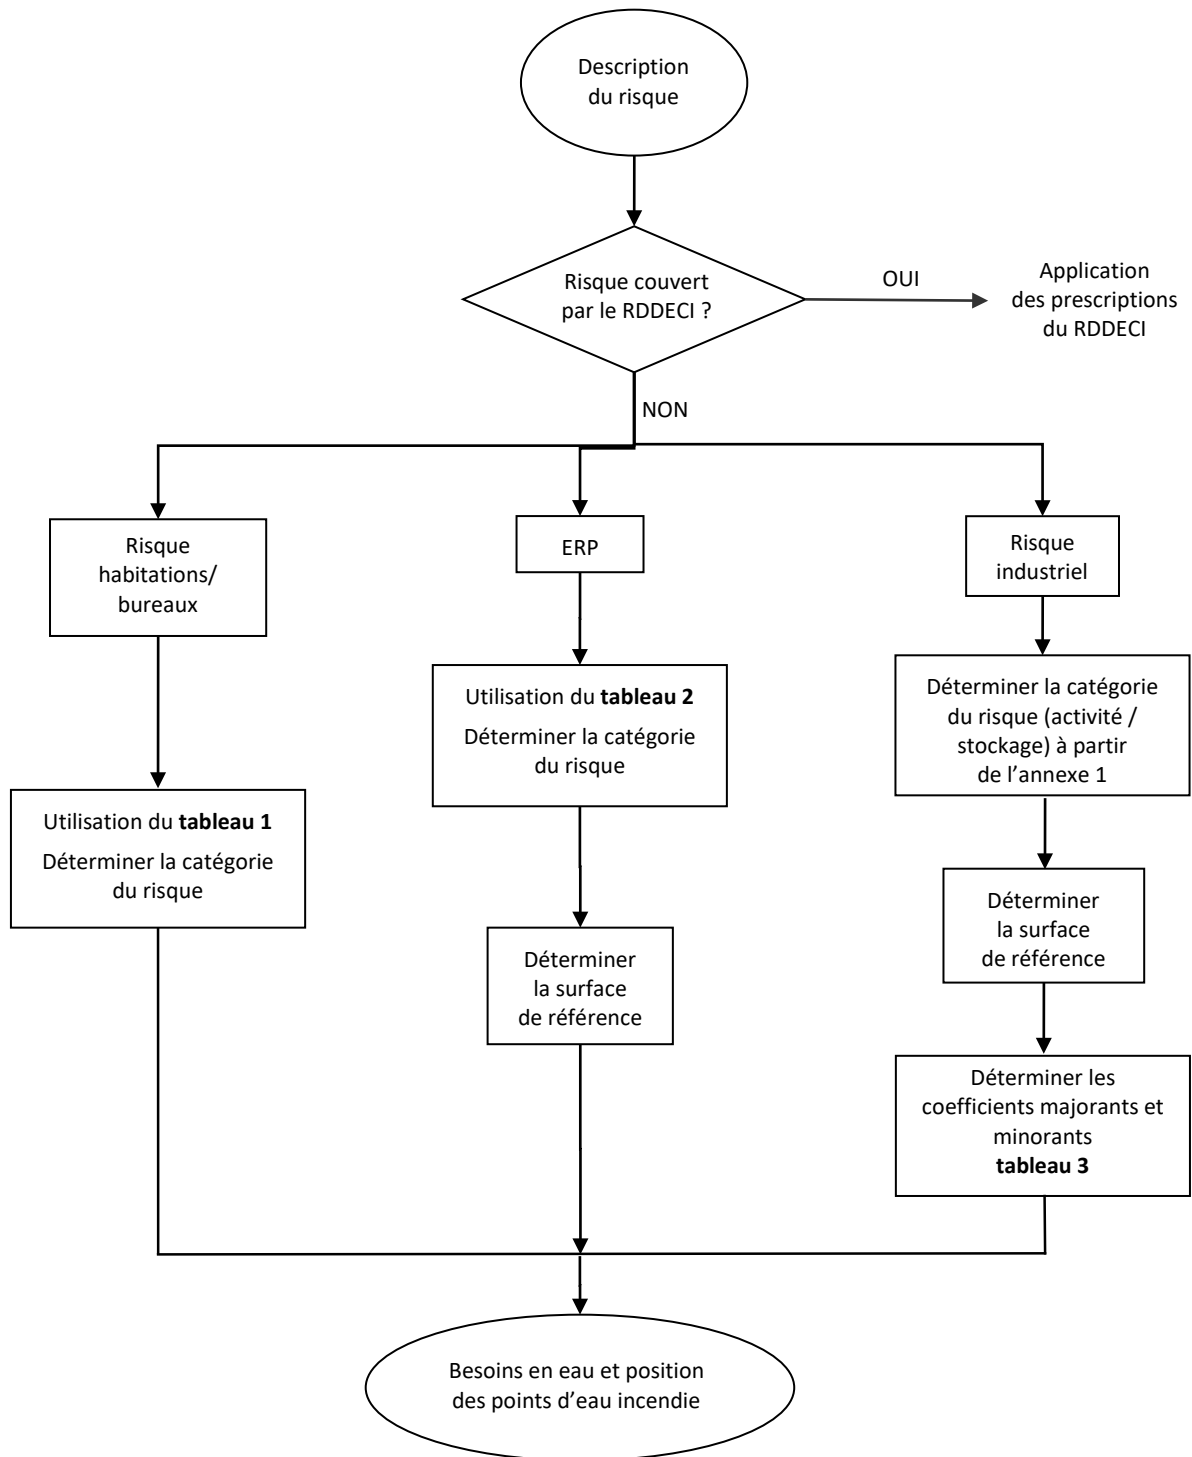 Description
du risque
Risque couvert
par le RDDECI ?
OUI
Application
des prescriptions
du RDDECI
NON
Risque
habitations/
bureaux
ERP
Risque
industriel
Utilisation du tableau 1
Déterminer la catégorie
du risque
Utilisation du tableau 2
Déterminer la catégorie
du risque
Déterminer la catégorie
du risque (activité /
stockage) à partir
de l’annexe 1
Déterminer
la surface
de référence
Déterminer
la surface
de référence
Déterminer les
coefficients majorants et
minorants
tableau 3
Besoins en eau et position
des points d’eau incendie